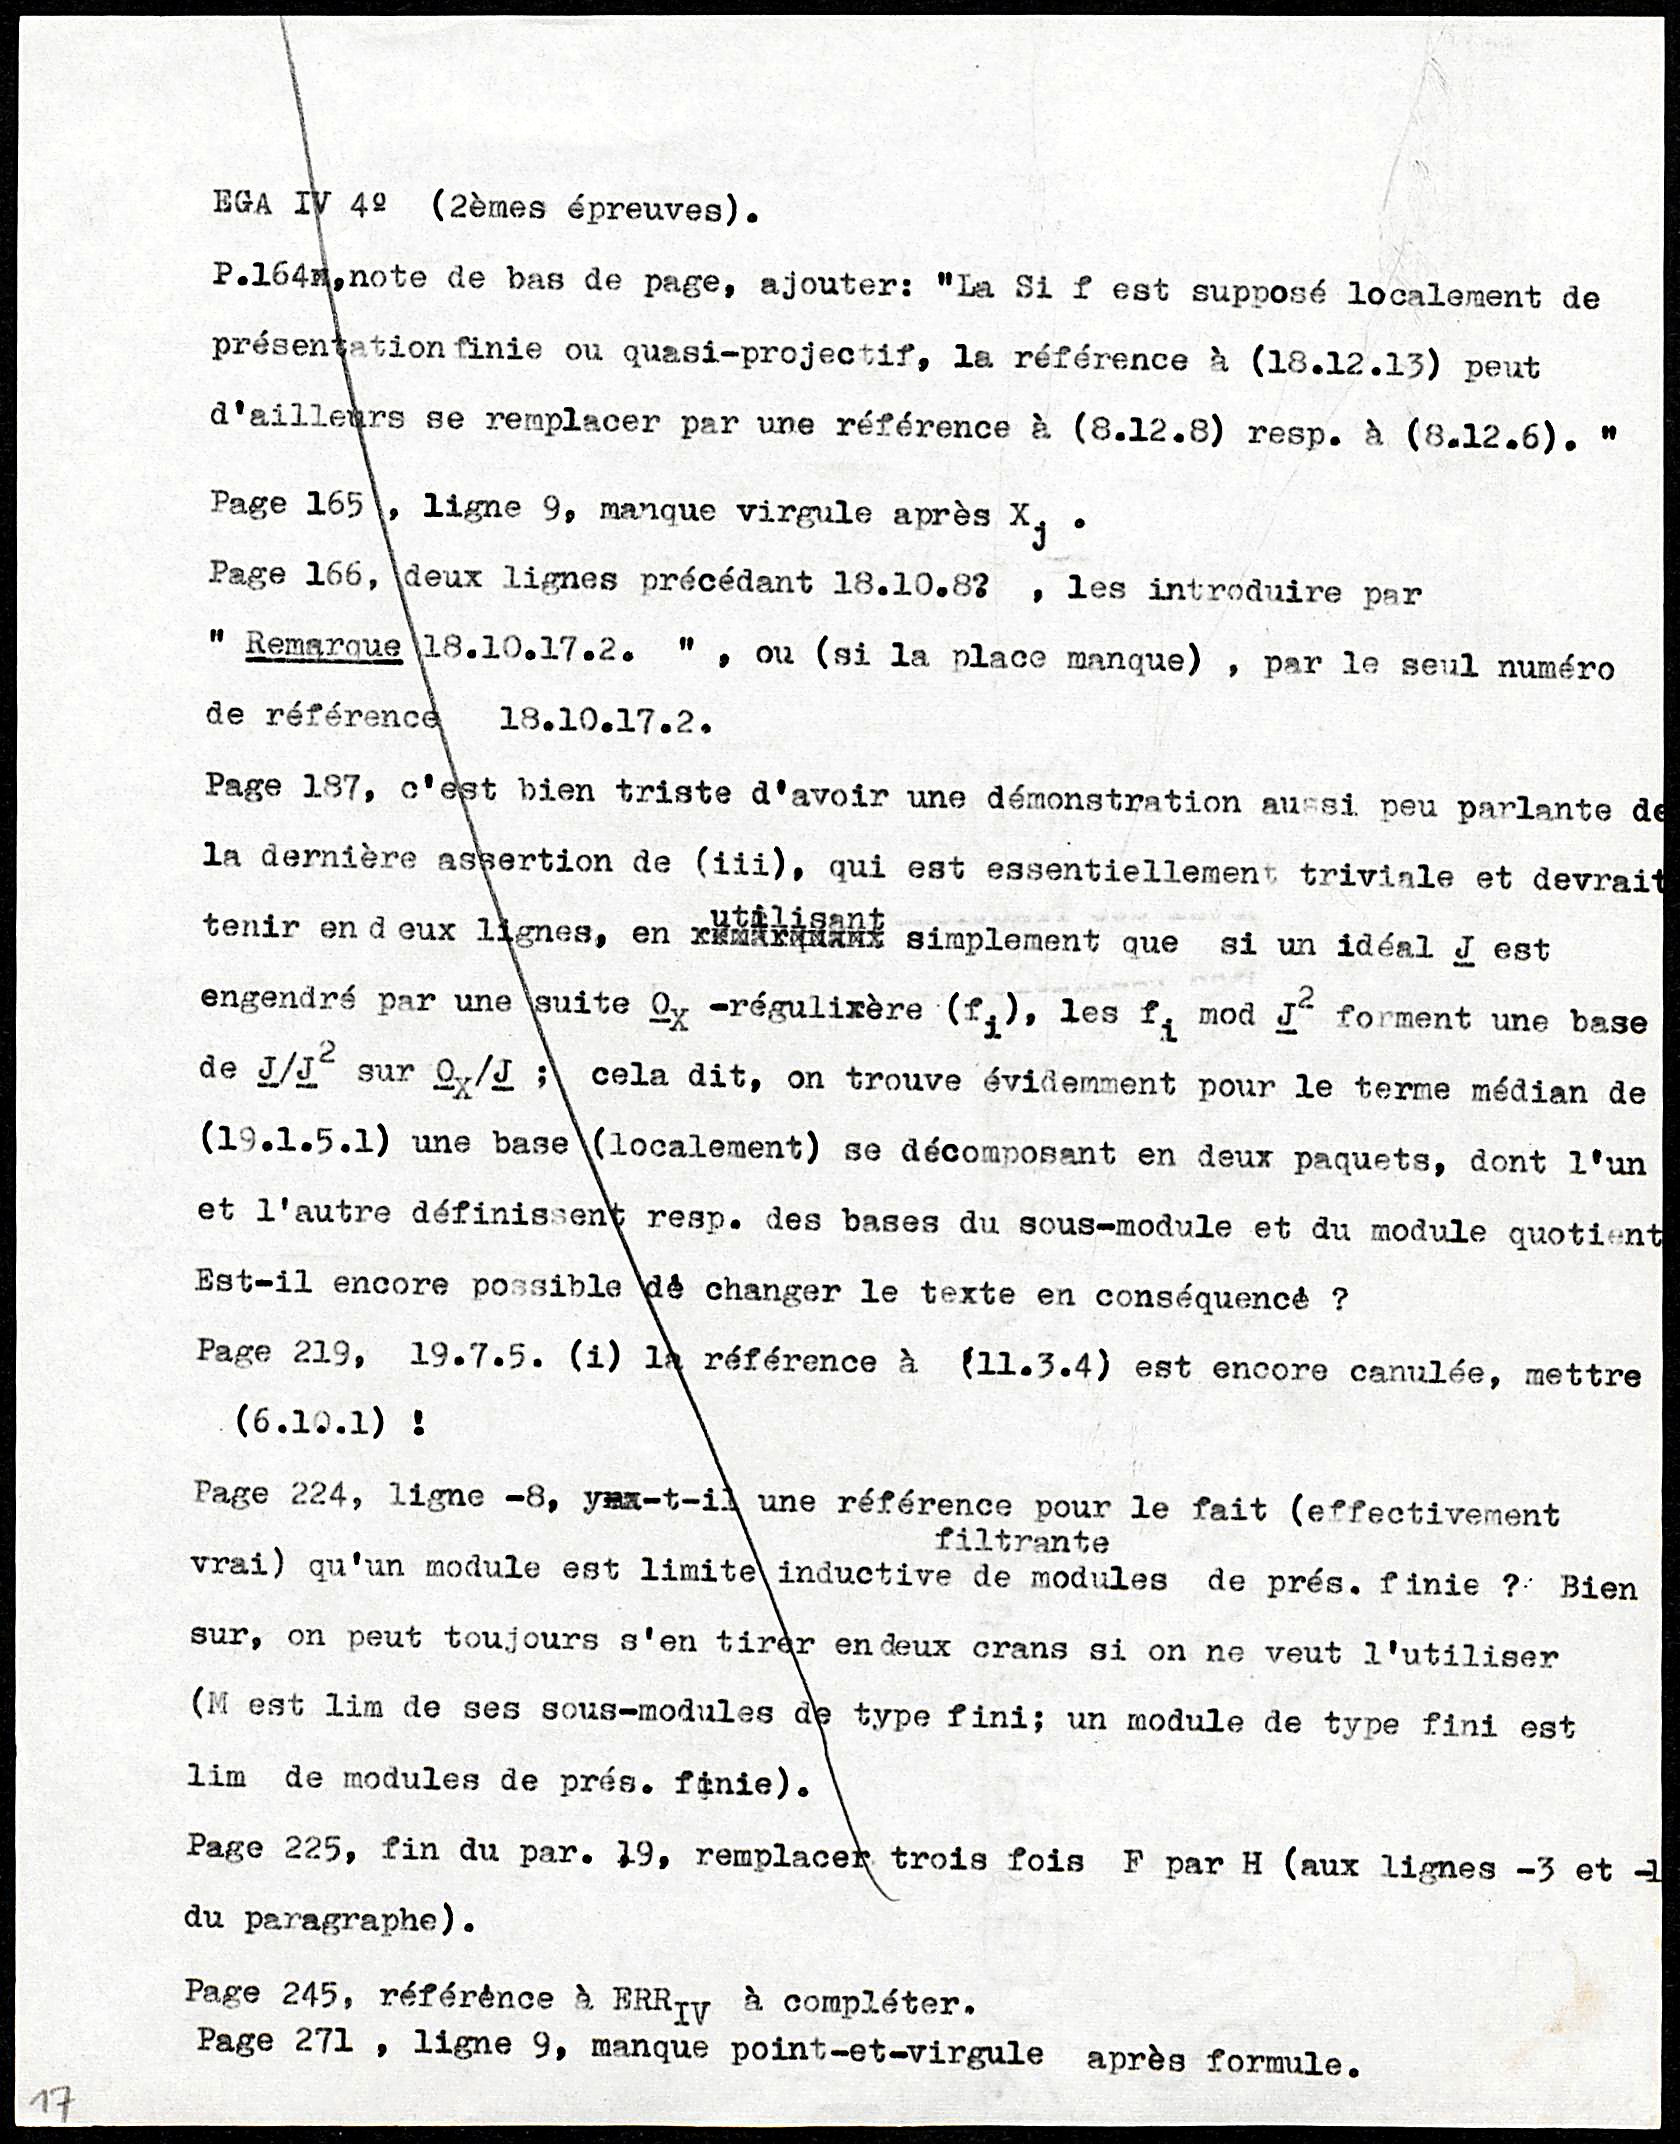 EGA IV 4º (2èmes épreuves).
P.164x,note de bas de page, ajouter: "La Si f est supposé localement de
présentation finie ou quasi-projectif, la référence à (18.12.13) peut
d'ailleurs se remplacer par une référence à (8.12.8) resp. à (8.12.6). "
Page 165 , ligne 9, manque virgule après Xj .
Page 166, deux lignes précédant 18.10.8? , les introduire par
" Remarque 18.10.17.2. " , ou (si la place manque) , par le seul numéro
de référence 18.10.17.2.
Page 187, c'est bien triste d'avoir une démonstration aussi peu parlante de
la dernière assertion de (iii), qui est essentiellement triviale et devrait
utilisant
tenir en d eux lignes, en remarquant simplement que si un idéal J est
engendré par une suite O_X -régulixère (f_i), les f_i mod J² forment une base
de J/J² sur O_X/J ; cela dit, on trouve évidemment pour le terme médian de
(19.1.5.1) une base (localement) se décomposant en deux paquets, dont l'un
et l'autre définissent resp. des bases du sous-module et du module quotient
Est-il encore possible de changer le texte en conséquence ?
Page 219, 19.7.5. (i) la référence à (11.3.4) est encore canulée, mettre
(6.10.1) !
Page 224, ligne -8, yax-t-il une référence pour le fait (effectivement
filtrante
vrai) qu'un module est limite inductive de modules de prés. finie ? Bien
sur, on peut toujours s'en tirer en deux crans si on ne veut l'utiliser
(M est lim de ses sous-modules de type fini; un module de type fini est
lim de modules de prés. finie).
Page 225, fin du par. 19, remplacer trois fois F par H (aux lignes -3 et -1
du paragraphe).
Page 245, référence à ERR_IV à compléter.
Page 271 , ligne 9, manque point-et-virgule après formule.
17